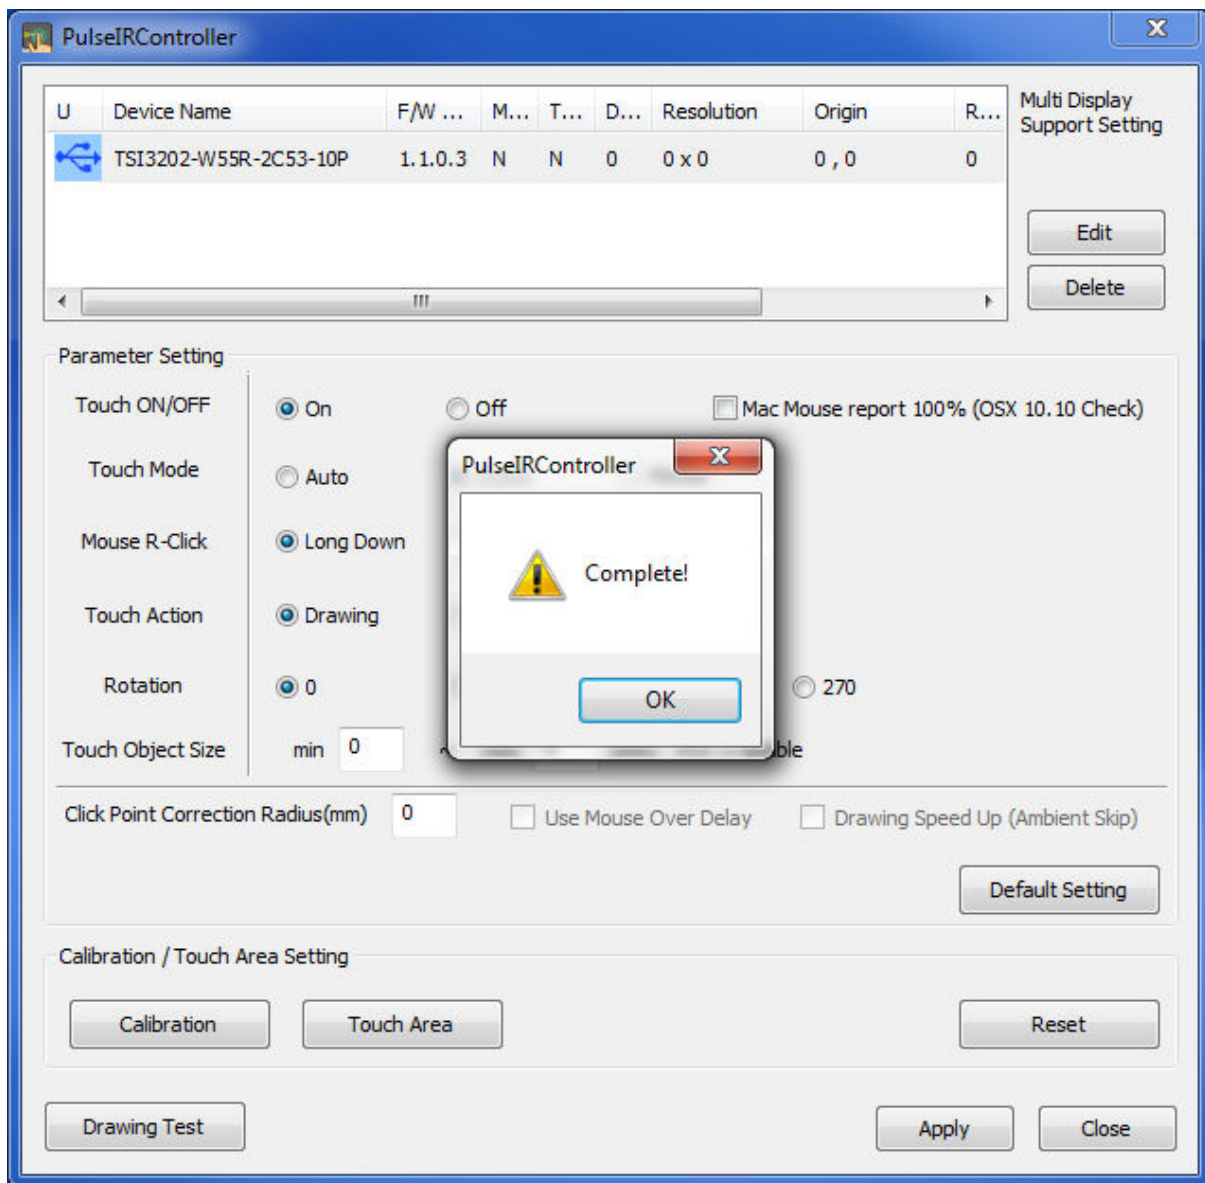 PulseIRController
U Device Name F/W ... M... T... D... Resolution Origin R...
TSI3202-W55R-2C53-10P 1.1.0.3 N N 0 0 x 0 0 , 0 0
Multi Display
Support Setting
Edit
Delete
Parameter Setting
Touch ON/OFF On Off Mac Mouse report 100% (OSX 10.10 Check)
Touch Mode Auto
Mouse R-Click Long Down
Touch Action Drawing
Rotation 0 270
Touch Object Size min 0 ~
PulseIRController
Complete!
OK
Click Point Correction Radius(mm) 0 Use Mouse Over Delay Drawing Speed Up (Ambient Skip)
Default Setting
Calibration / Touch Area Setting
Calibration Touch Area Reset
Drawing Test Apply Close